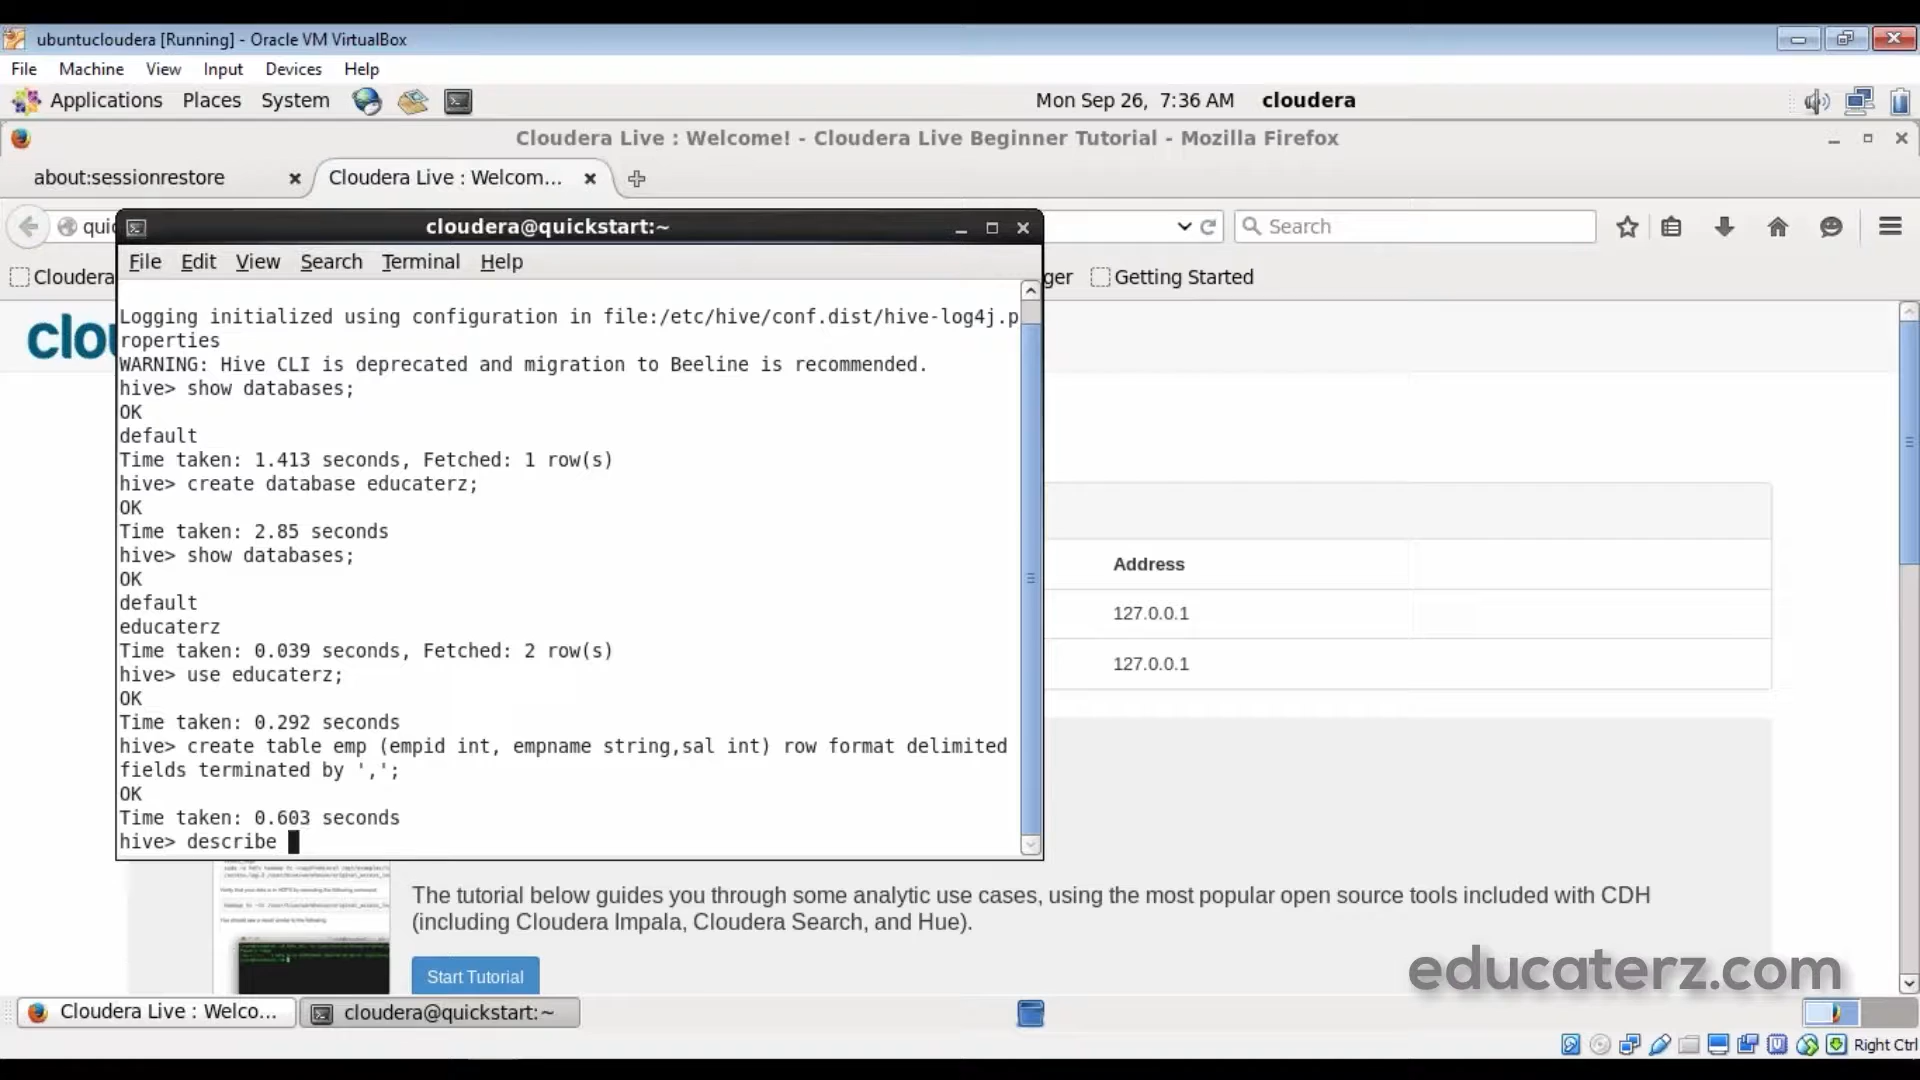 ubuntucloudera [Running] - Oracle VM VirtualBox
File Machine View Input Devices Help
Applications Places System Mon Sep 26, 7:36 AM cloudera
Cloudera Live : Welcome! - Cloudera Live Beginner Tutorial - Mozilla Firefox
about:sessionrestore Cloudera Live : Welcom...
quic Search
cloudera@quickstart:~
File Edit View Search Terminal Help
Cloudera ger Getting Started
clou
Logging initialized using configuration in file:/etc/hive/conf.dist/hive-log4j.p
roperties
WARNING: Hive CLI is deprecated and migration to Beeline is recommended.
hive> show databases;
OK
default
Time taken: 1.413 seconds, Fetched: 1 row(s)
hive> create database educaterz;
OK
Time taken: 2.85 seconds
hive> show databases;
OK
default
educaterz
Time taken: 0.039 seconds, Fetched: 2 row(s)
hive> use educaterz;
OK
Time taken: 0.292 seconds
hive> create table emp (empid int, empname string,sal int) row format delimited
fields terminated by ',';
OK
Time taken: 0.603 seconds
hive> describe
Address
127.0.0.1
127.0.0.1
The tutorial below guides you through some analytic use cases, using the most popular open source tools included with CDH
(including Cloudera Impala, Cloudera Search, and Hue).
Start Tutorial
educaterz.com
Cloudera Live : Welco... cloudera@quickstart:~
Right Ctrl